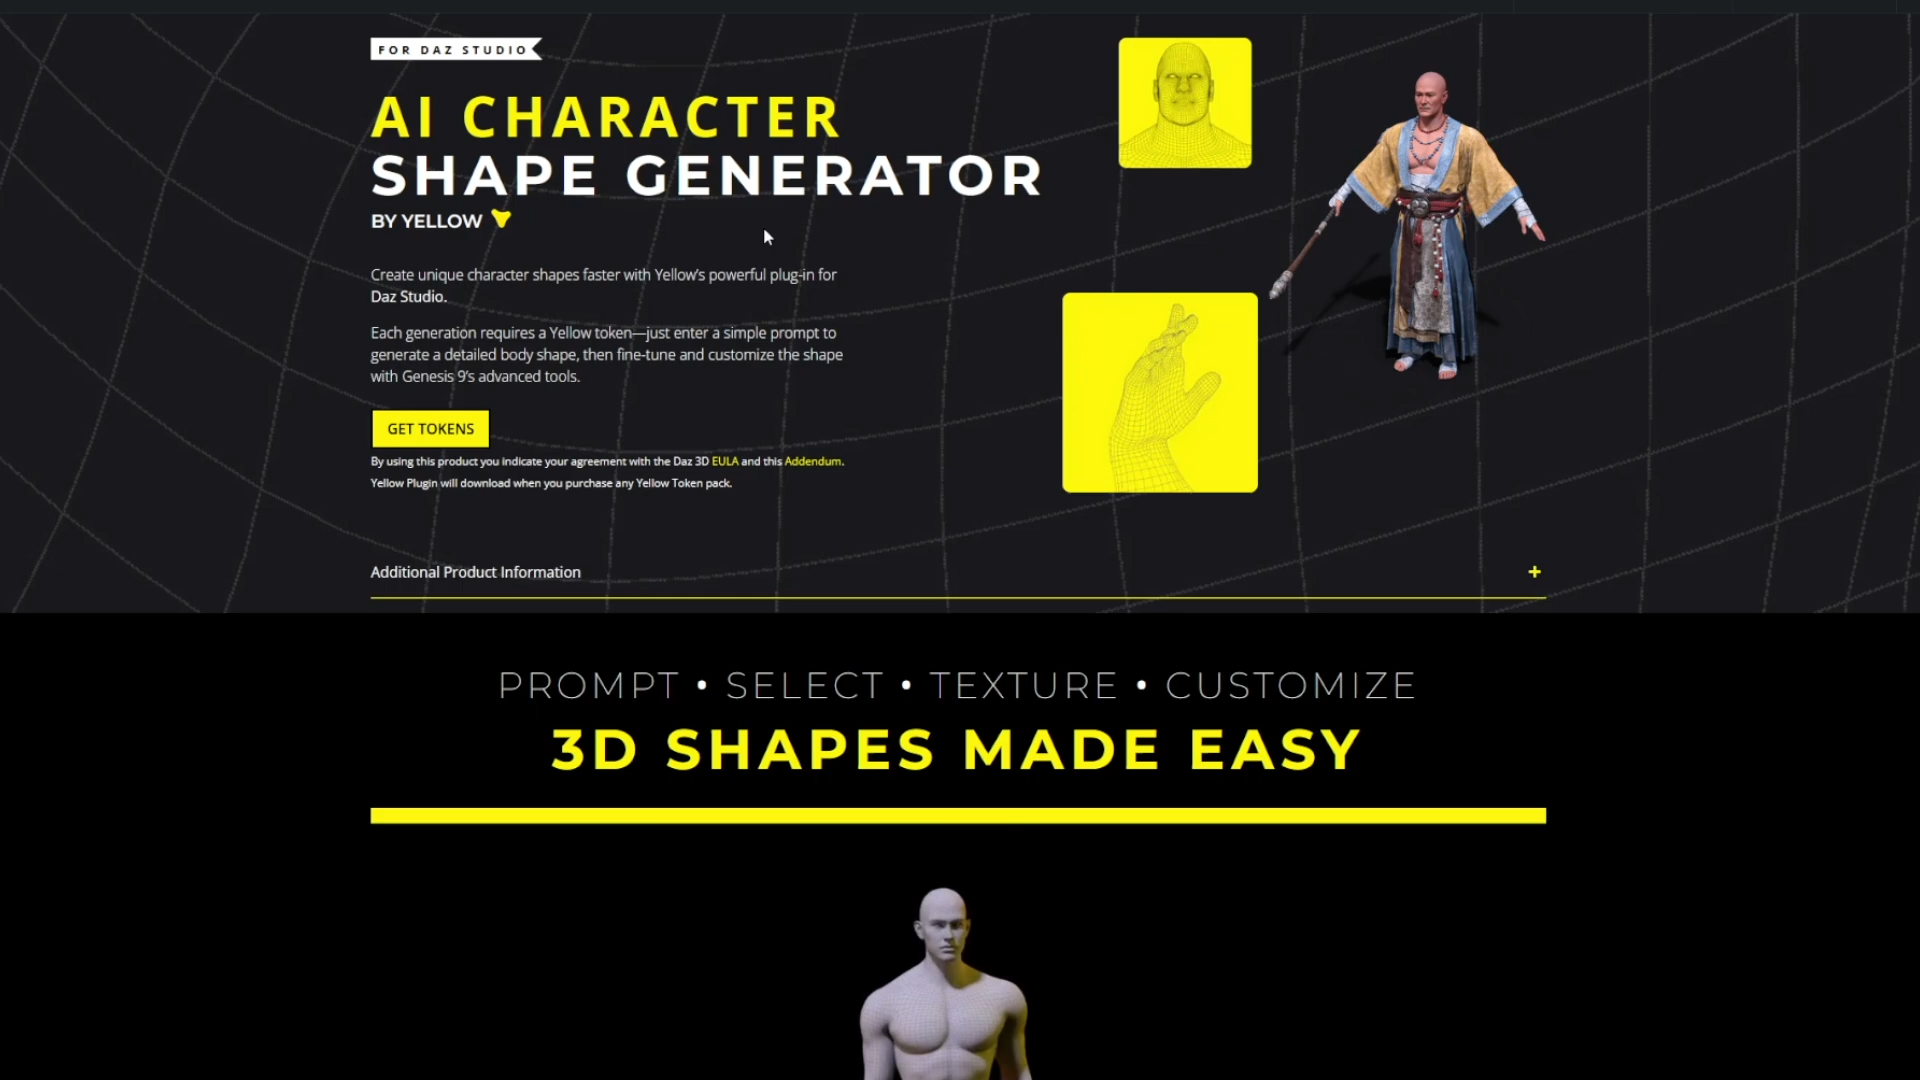 FOR DAZ STUDIO
AI CHARACTER
SHAPE GENERATOR
BY YELLOW
Create unique character shapes faster with Yellow's powerful plug-in for
Daz Studio.
Each generation requires a Yellow token—just enter a simple prompt to
generate a detailed body shape, then fine-tune and customize the shape
with Genesis 9's advanced tools.
GET TOKENS
By using this product you indicate your agreement with the Daz 3D EULA and this Addendum.
Yellow Plugin will download when you purchase any Yellow Token pack.
Additional Product Information +
PROMPT • SELECT • TEXTURE • CUSTOMIZE
3D SHAPES MADE EASY